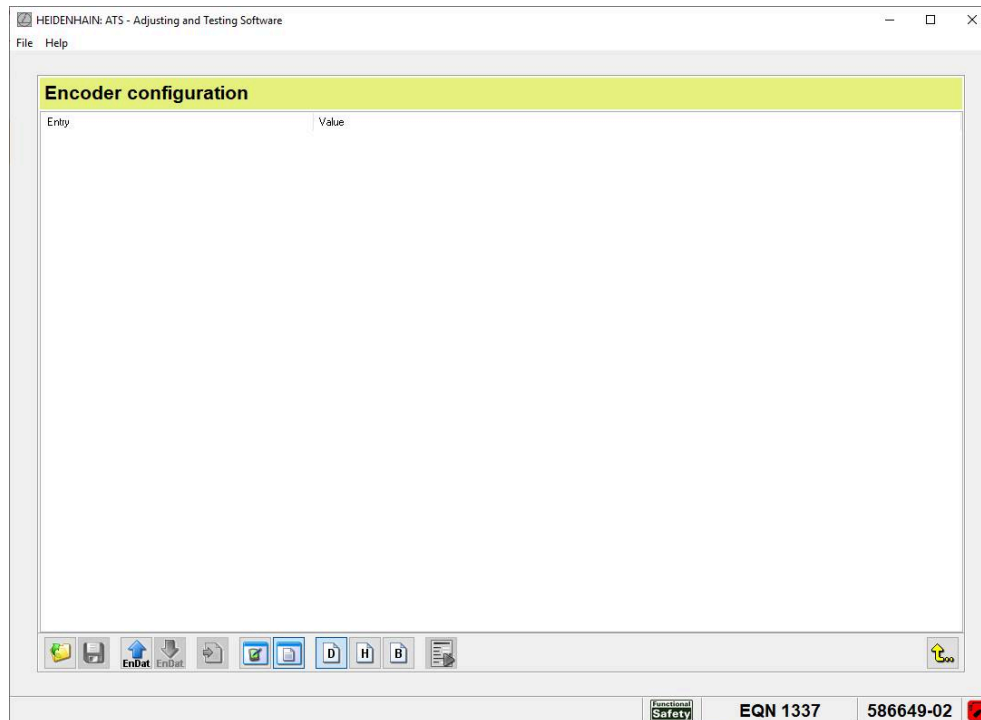 HEIDENHAIN: ATS - Adjusting and Testing Software
File Help
Encoder configuration
Entry Value
EnDat EnDat D H B
Functional
Safety EQN 1337 586649-02